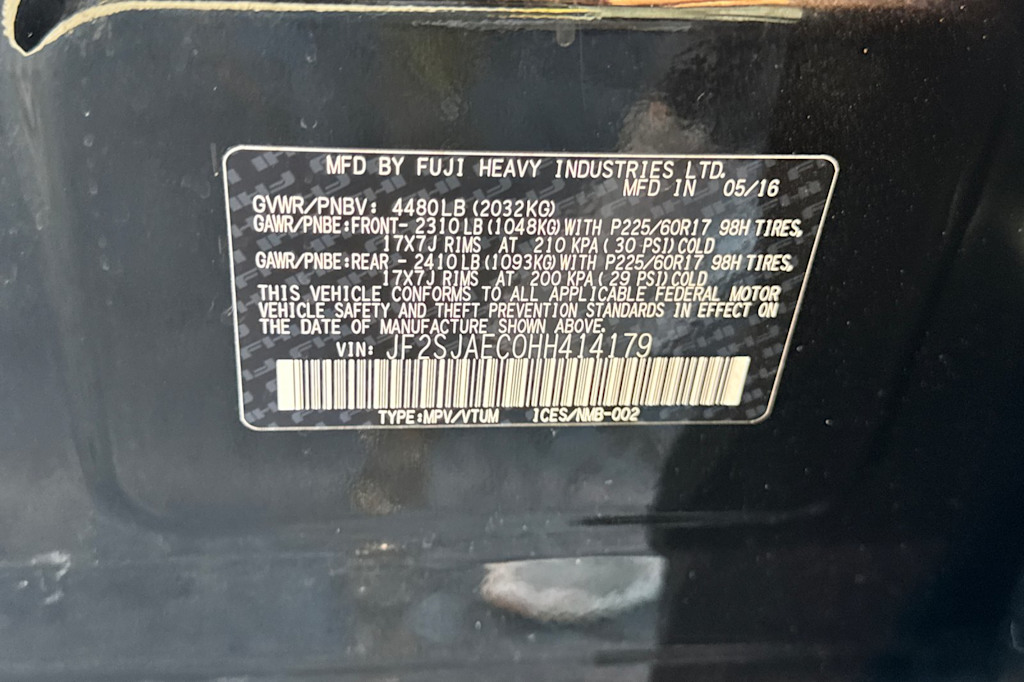 MFD BY FUJI HEAVY INDUSTRIES LTD.
MFD IN 05/16
GVWR/PNBV: 4480LB (2032KG)
GAWR/PNBE:FRONT- 2310LB (1048KG) WITH P225/60R17 98H TIRES,
17X7J RIMS AT 210 KPA ( 30 PSI) COLD
GAWR/PNBE:REAR - 2410LB (1093KG) WITH P225/60R17 98H TIRES,
17X7J RIMS AT 200 KPA ( 29 PSI) COLD
THIS VEHICLE CONFORMS TO ALL APPLICABLE FEDERAL MOTOR
VEHICLE SAFETY AND THEFT PREVENTION STANDARDS IN EFFECT ON
THE DATE OF MANUFACTURE SHOWN ABOVE.
VIN: JF2SJAEC0HH414179
TYPE:MPV/VTUM ICES/NMB-002